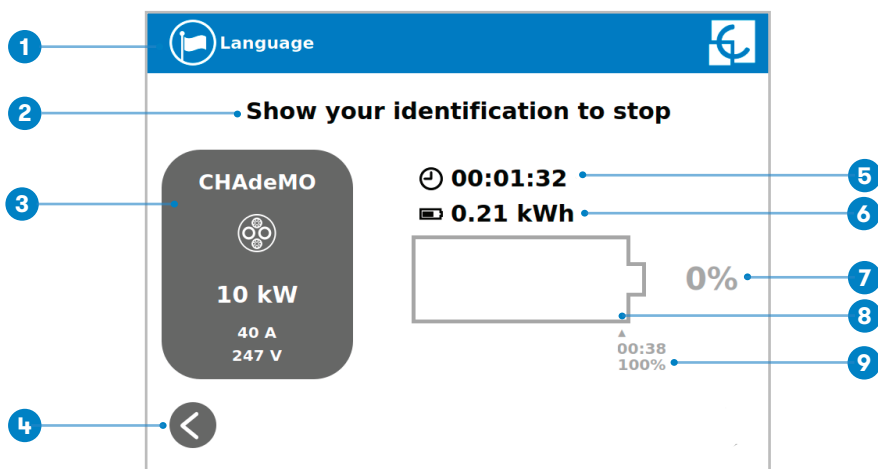 1
Language
2
Show your identification to stop
3
CHAdeMO
10 kW
40 A
247 V
4
00:01:32
5
0.21 kWh
6
0%
7
8
00:38
100%
9